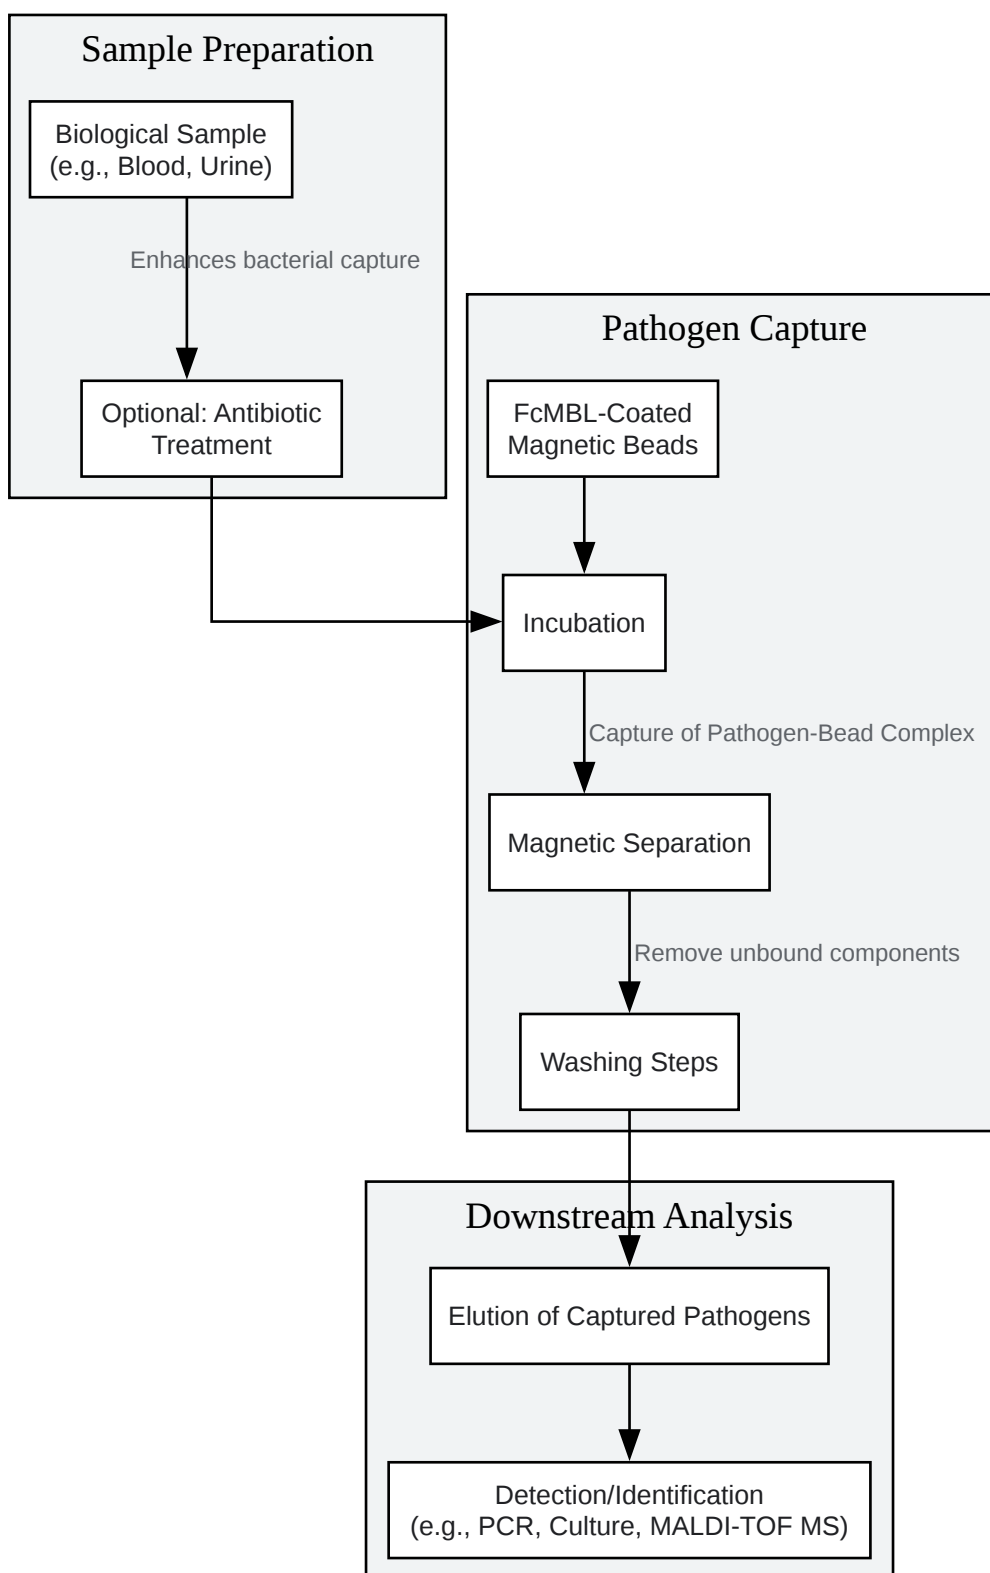 Sample Preparation
Biological Sample
(e.g., Blood, Urine)
Enhances bacterial capture
Optional: Antibiotic
Treatment
Pathogen Capture
FcMBL-Coated
Magnetic Beads
Incubation
Capture of Pathogen-Bead Complex
Magnetic Separation
Remove unbound components
Washing Steps
Downstream Analysis
Elution of Captured Pathogens
Detection/Identification
(e.g., PCR, Culture, MALDI-TOF MS)